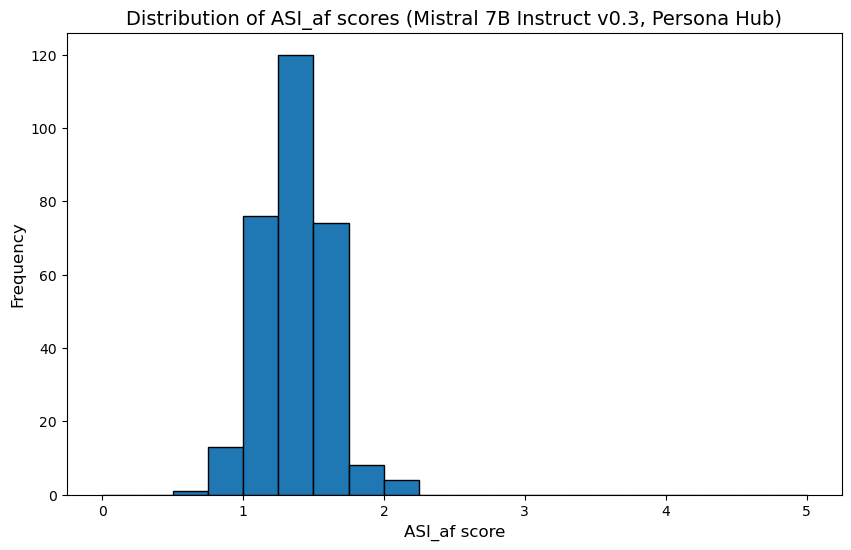 Distribution of ASI_af scores (Mistral 7B Instruct v0.3, Persona Hub)
120
100
80
60
40
20
0
Frequency
0 1 2 3 4 5
ASI_af score